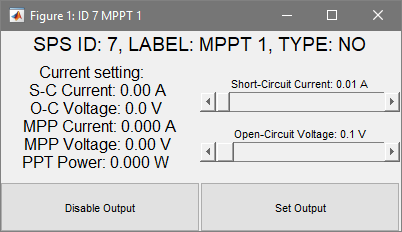 Figure 1: ID 7 MPPT 1
SPS ID: 7, LABEL: MPPT 1, TYPE: NO
Current setting:
S-C Current: 0.00 A
O-C Voltage: 0.0 V
MPP Current: 0.000 A
MPP Voltage: 0.00 V
PPT Power: 0.000 W
Short-Circuit Current: 0.01 A
Open-Circuit Voltage: 0.1 V
Disable Output
Set Output